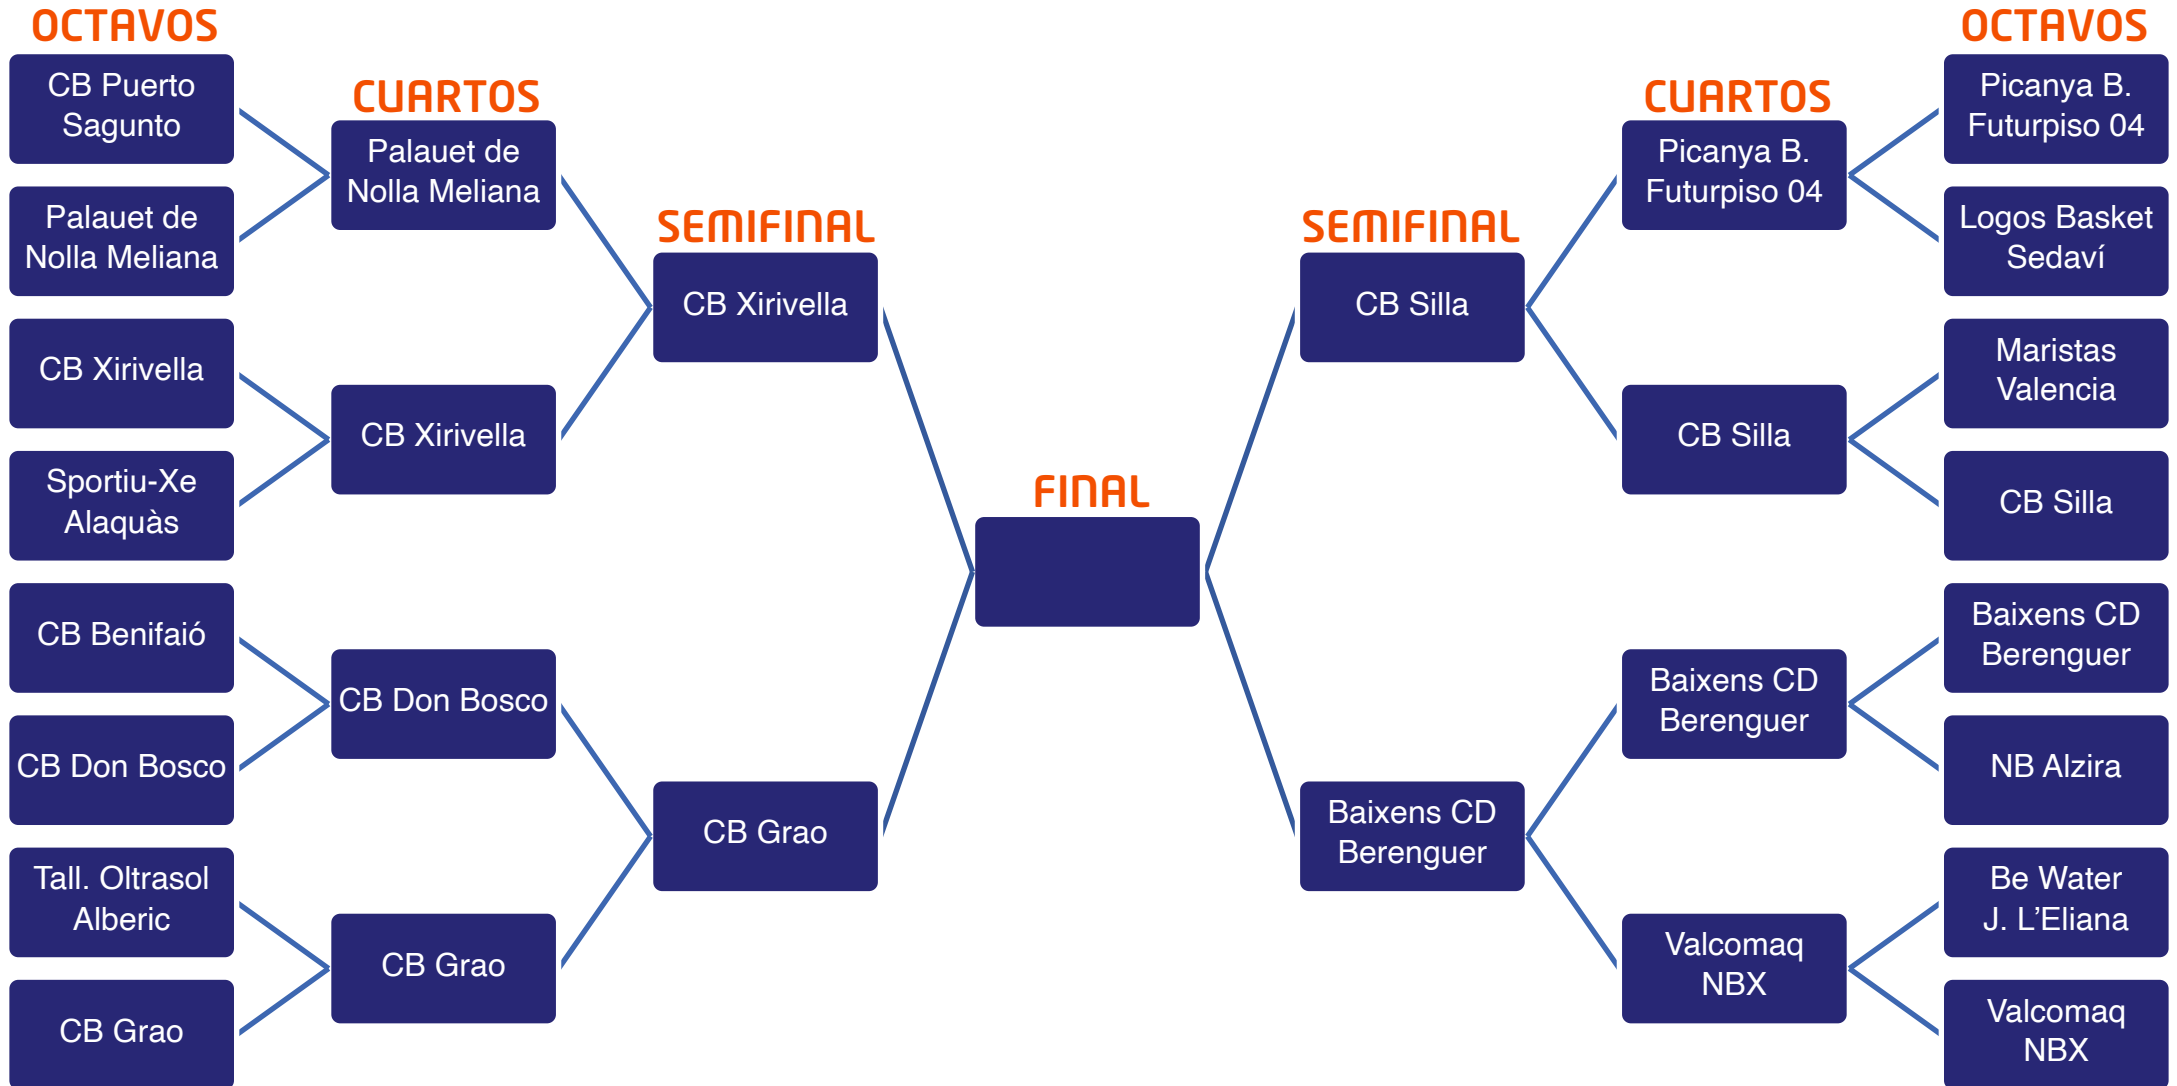 OCTAVOS
CB Puerto
Sagunto
Palauet de
Nolla Meliana
CB Xirivella
Sportiu-Xe
Alaquàs
CB Benifaió
CB Don Bosco
Tall. Oltrasol
Alberic
CB Grao
CUARTOS
Palauet de
Nolla Meliana
CB Xirivella
CB Don Bosco
CB Grao
SEMIFINAL
CB Xirivella
CB Grao
FINAL
SEMIFINAL
CB Silla
Baixens CD
Berenguer
CUARTOS
Picanya B.
Futurpiso 04
CB Silla
Baixens CD
Berenguer
Valcomaq
NBX
OCTAVOS
Picanya B.
Futurpiso 04
Logos Basket
Sedaví
Maristas
Valencia
CB Silla
Baixens CD
Berenguer
NB Alzira
Be Water
J. L’Eliana
Valcomaq
NBX